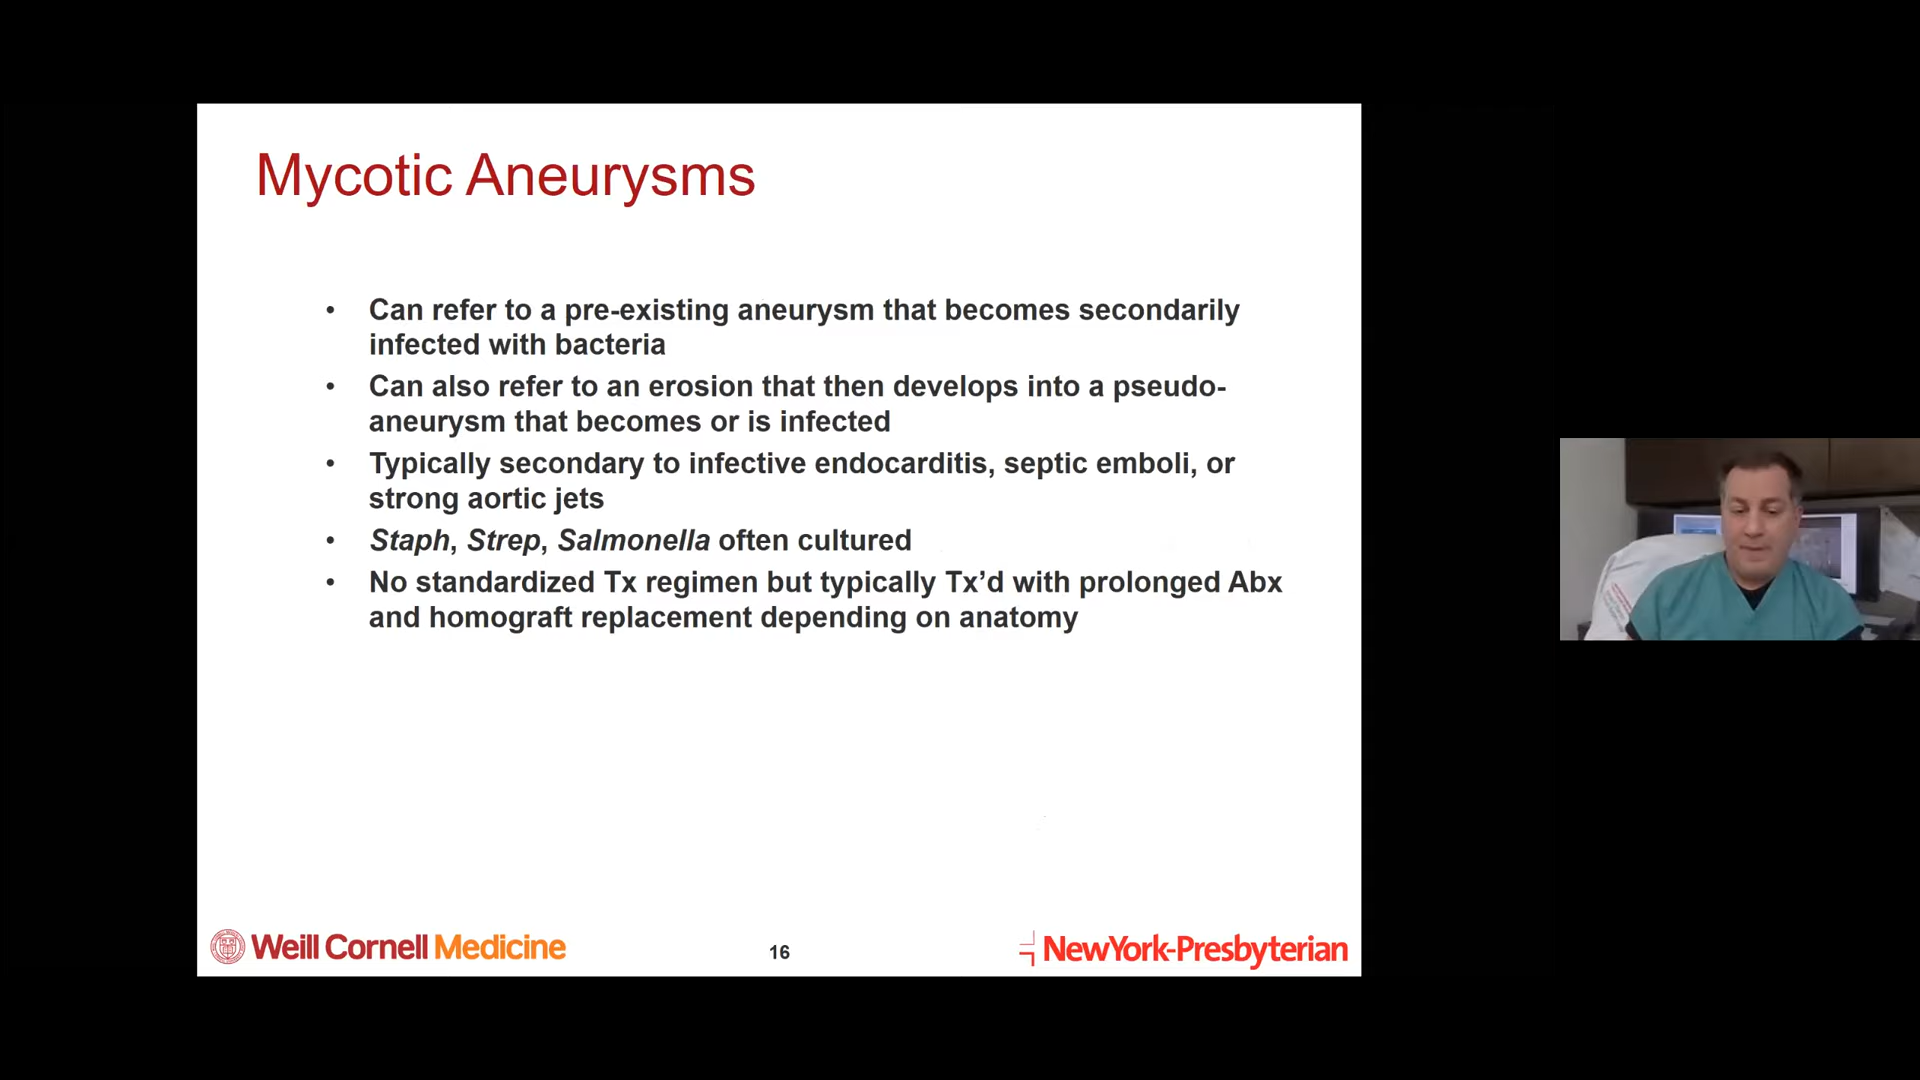 Mycotic Aneurysms
• Can refer to a pre-existing aneurysm that becomes secondarily
infected with bacteria
• Can also refer to an erosion that then develops into a pseudo-
aneurysm that becomes or is infected
• Typically secondary to infective endocarditis, septic emboli, or
strong aortic jets
• Staph, Strep, Salmonella often cultured
• No standardized Tx regimen but typically Tx’d with prolonged Abx
and homograft replacement depending on anatomy
Weill Cornell Medicine
16
NewYork-Presbyterian